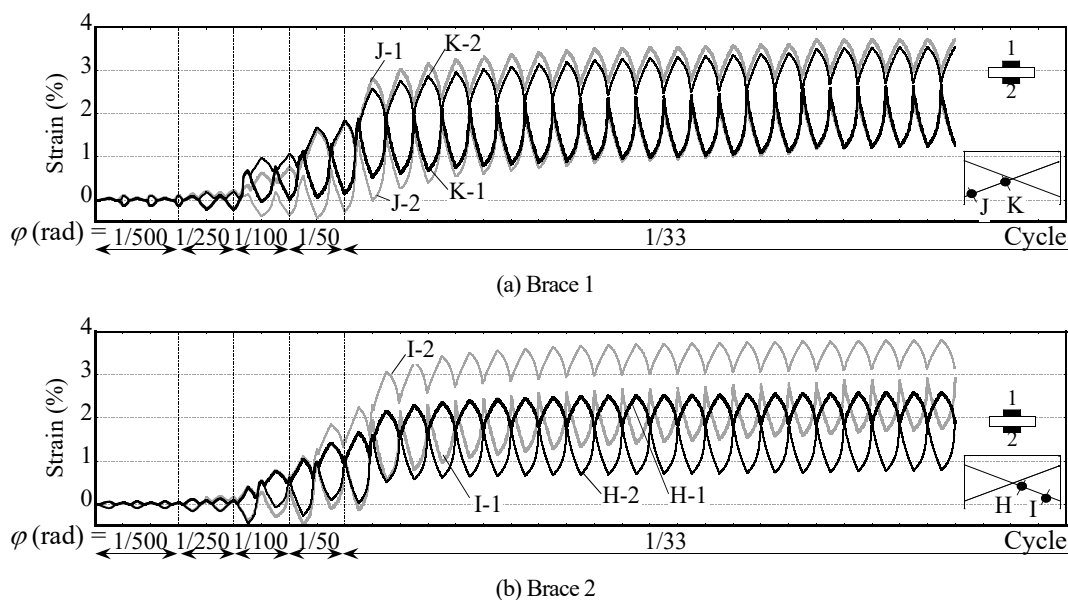 4
3
2
1
0
Strain (%)
J-1
K-2
K-1
J-2
1
2
J K
φ (rad) = 1/500 1/250 1/100 1/50 1/33 Cycle
(a) Brace 1
4
3
2
1
0
Strain (%)
I-2
I-1
H-2
H-1
1
2
H I
φ (rad) = 1/500 1/250 1/100 1/50 1/33 Cycle
(b) Brace 2